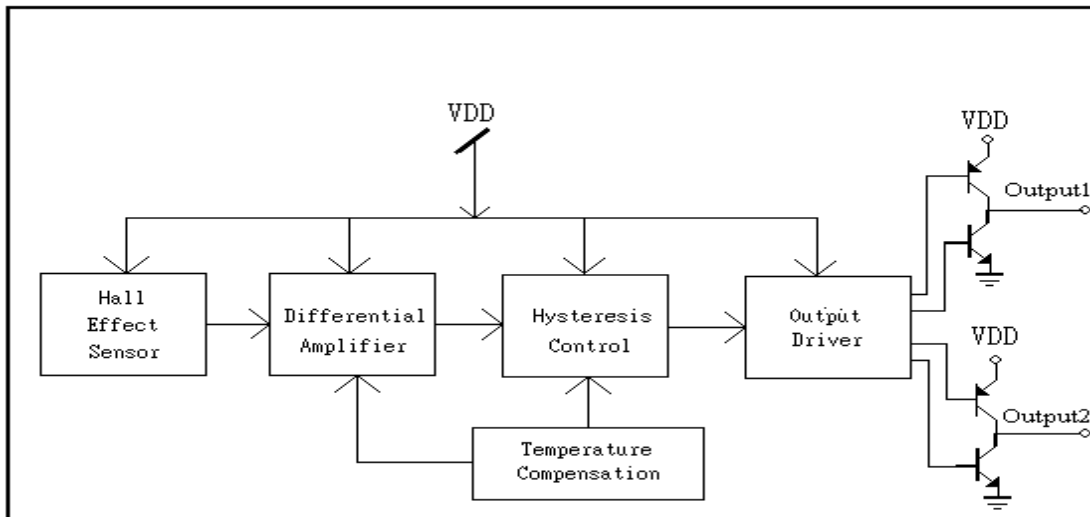 VDD
VDD
Output1
Hall
Effect
Sensor
Differential
Amplifier
Hysteresis
Control
Output
Driver
VDD
Output2
Temperature
Compensation